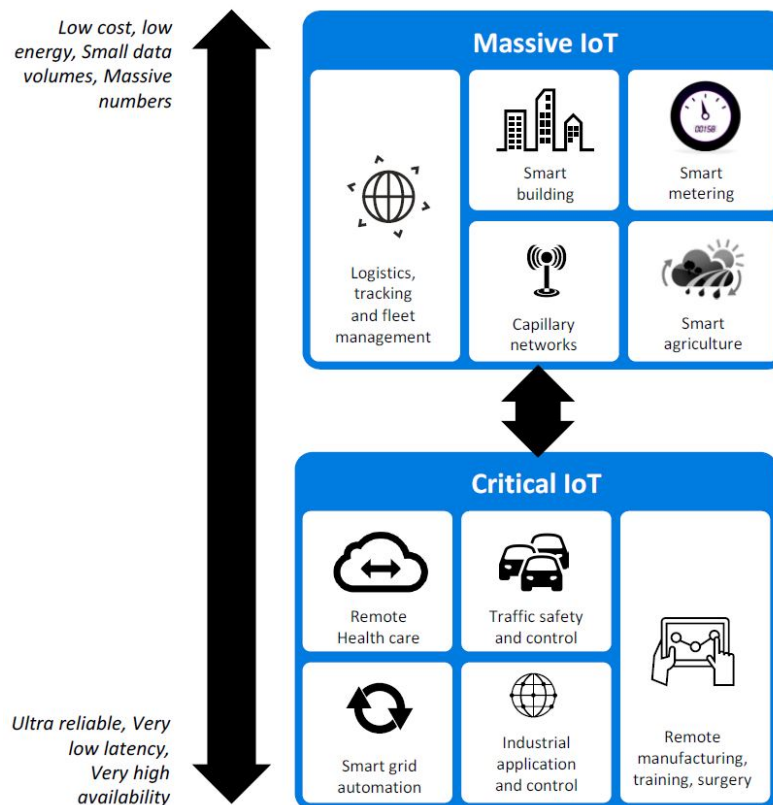 Low cost, low
energy, Small data
volumes, Massive
numbers
Massive IoT
Logistics,
tracking
and fleet
management
Smart
building
00158
Smart
metering
Capillary
networks
Smart
agriculture
Critical IoT
Remote
Health care
Traffic safety
and control
Smart grid
automation
Industrial
application
and control
Remote
manufacturing,
training, surgery
Ultra reliable, Very
low latency,
Very high
availability